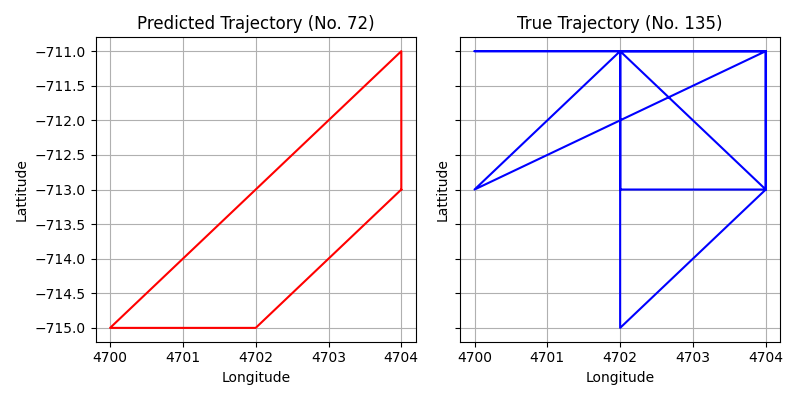 Predicted Trajectory (No. 72)
True Trajectory (No. 135)
Lattitude
−711.0
−711.5
−712.0
−712.5
−713.0
−713.5
−714.0
−714.5
−715.0
4700 4701 4702 4703 4704
Longitude
Lattitude
4700 4701 4702 4703 4704
Longitude